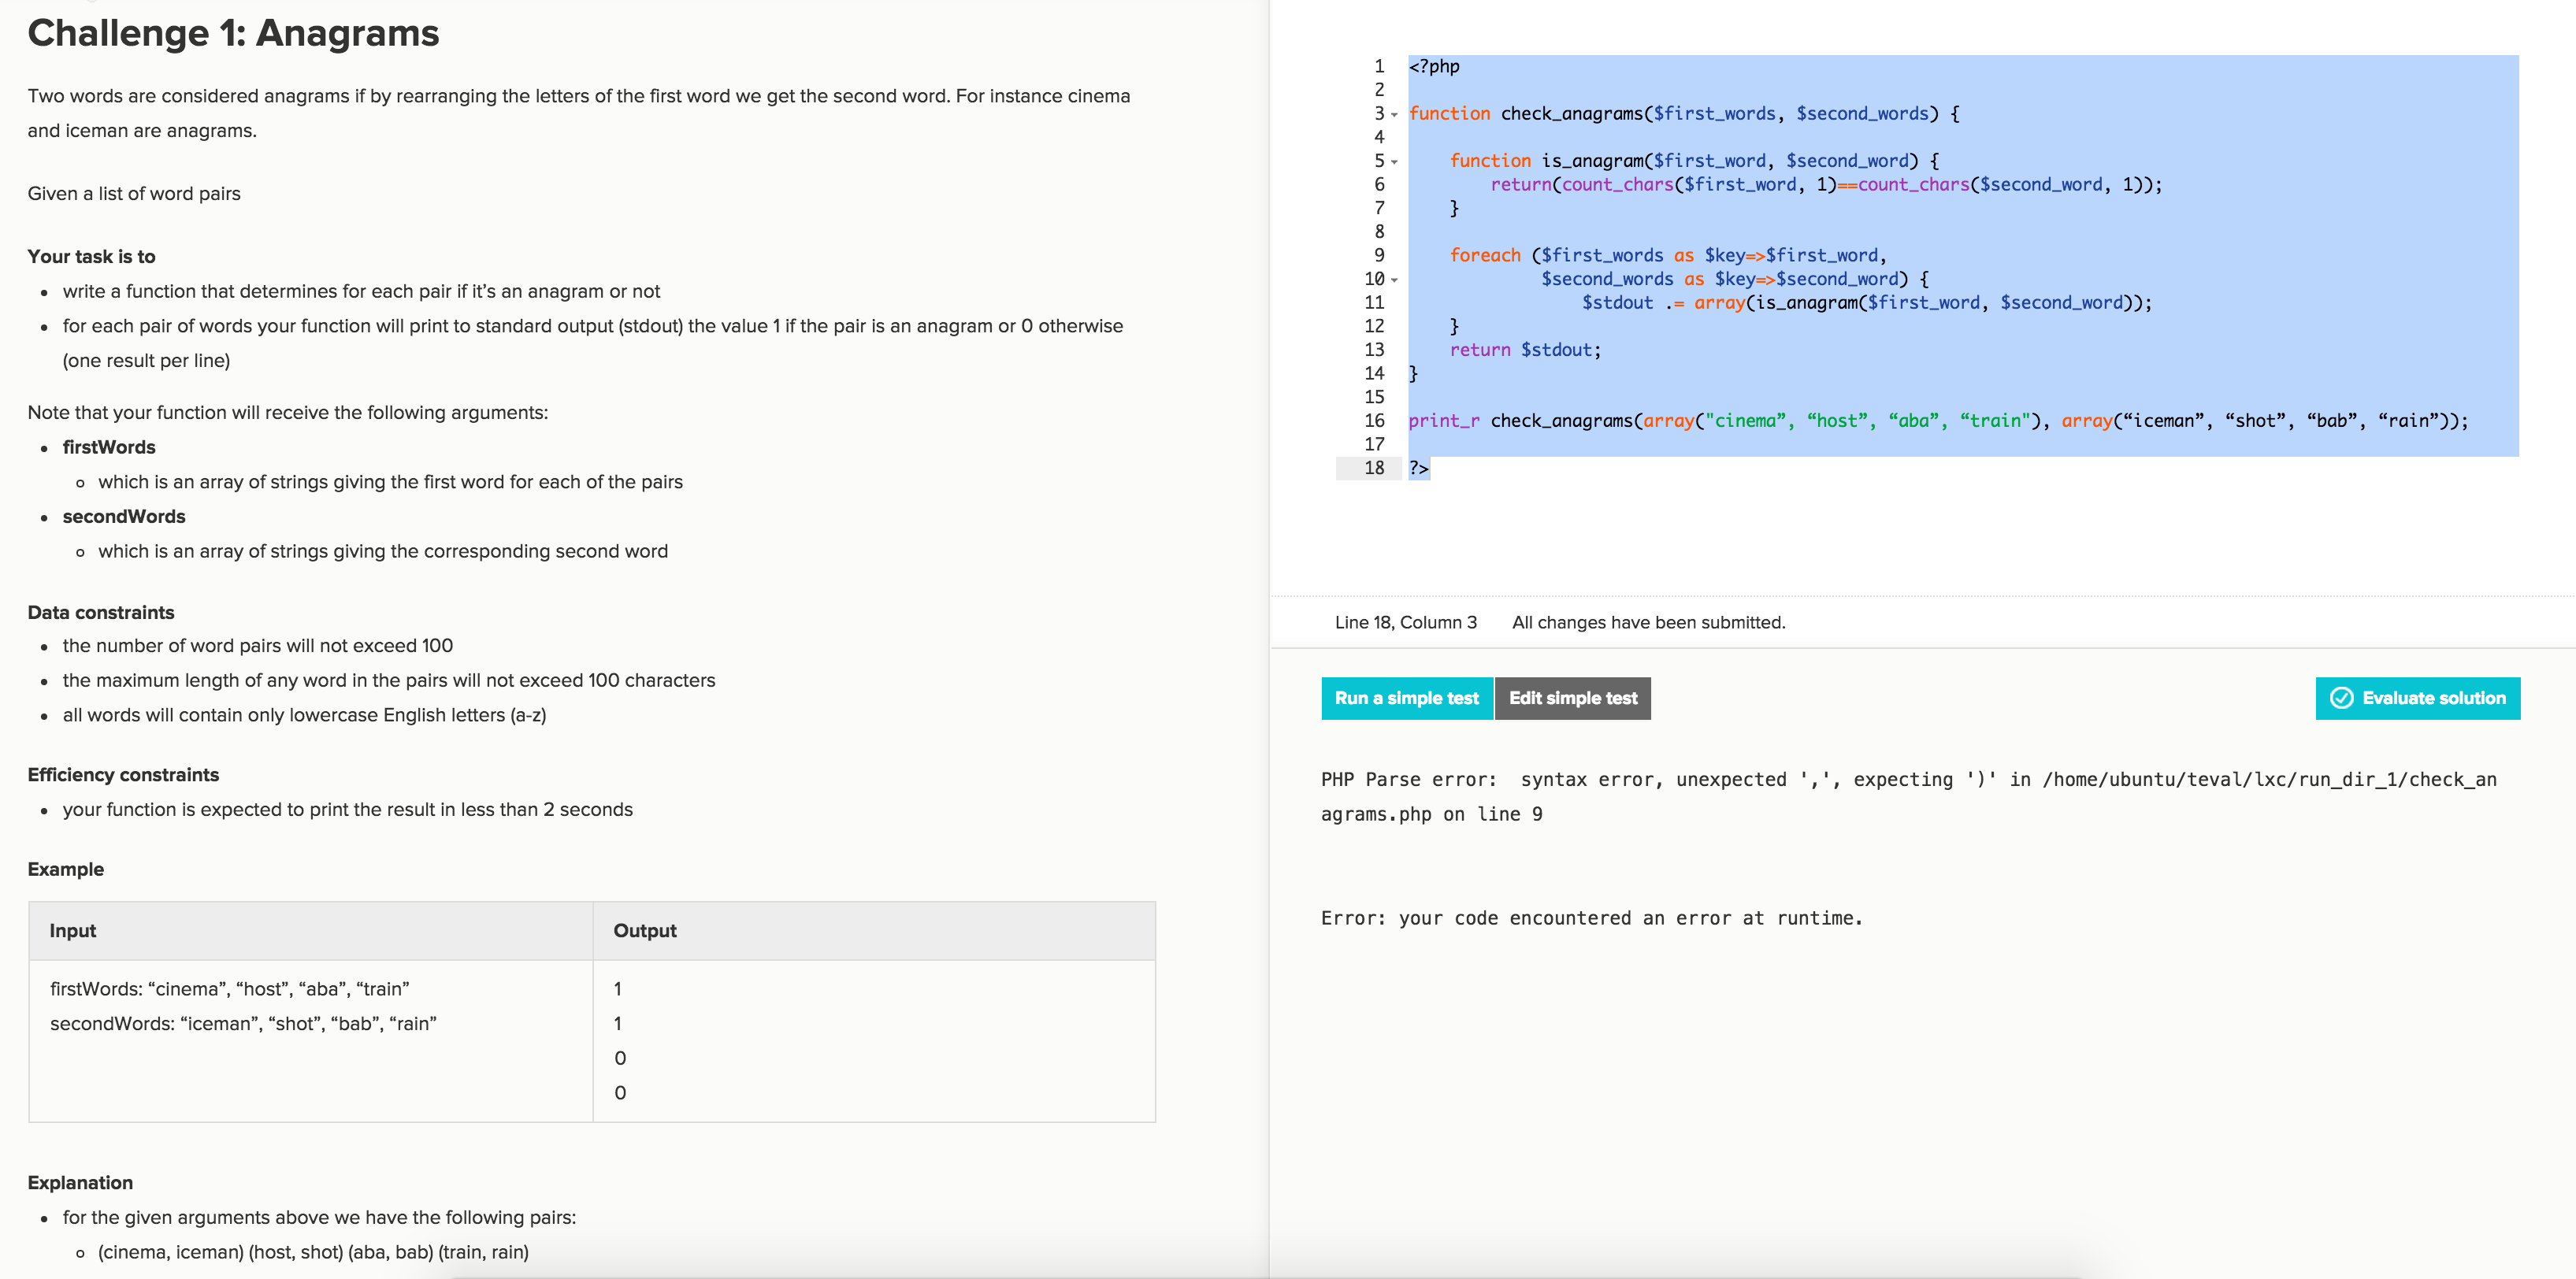 Challenge 1: Anagrams
Two words are considered anagrams if by rearranging the letters of the first word we get the second word. For instance cinema
and iceman are anagrams.
Given a list of word pairs
Your task is to
• write a function that determines for each pair if it’s an anagram or not
• for each pair of words your function will print to standard output (stdout) the value 1 if the pair is an anagram or 0 otherwise
(one result per line)
Note that your function will receive the following arguments:
• firstWords
○ which is an array of strings giving the first word for each of the pairs
• secondWords
○ which is an array of strings giving the corresponding second word
Data constraints
• the number of word pairs will not exceed 100
• the maximum length of any word in the pairs will not exceed 100 characters
• all words will contain only lowercase English letters (a-z)
Efficiency constraints
• your function is expected to print the result in less than 2 seconds
Example
Input Output
firstWords: “cinema”, “host”, “aba”, “train” 1
secondWords: “iceman”, “shot”, “bab”, “rain” 1
0
0
Explanation
• for the given arguments above we have the following pairs:
○ (cinema, iceman) (host, shot) (aba, bab) (train, rain)
1 <?php
2
3 function check_anagrams($first_words, $second_words) {
4
5     function is_anagram($first_word, $second_word) {
6         return(count_chars($first_word, 1)==count_chars($second_word, 1));
7     }
8
9     foreach ($first_words as $key=>$first_word,
10              $second_words as $key=>$second_word) {
11                  $stdout .= array(is_anagram($first_word, $second_word));
12     }
13     return $stdout;
14 }
15
16 print_r check_anagrams(array("cinema”, “host”, “aba”, “train"), array(“iceman”, “shot”, “bab”, “rain”));
17
18 ?>
Line 18, Column 3 All changes have been submitted.
Run a simple test Edit simple test Evaluate solution
PHP Parse error:  syntax error, unexpected ',', expecting ')' in /home/ubuntu/teval/lxc/run_dir_1/check_an
agrams.php on line 9
Error: your code encountered an error at runtime.